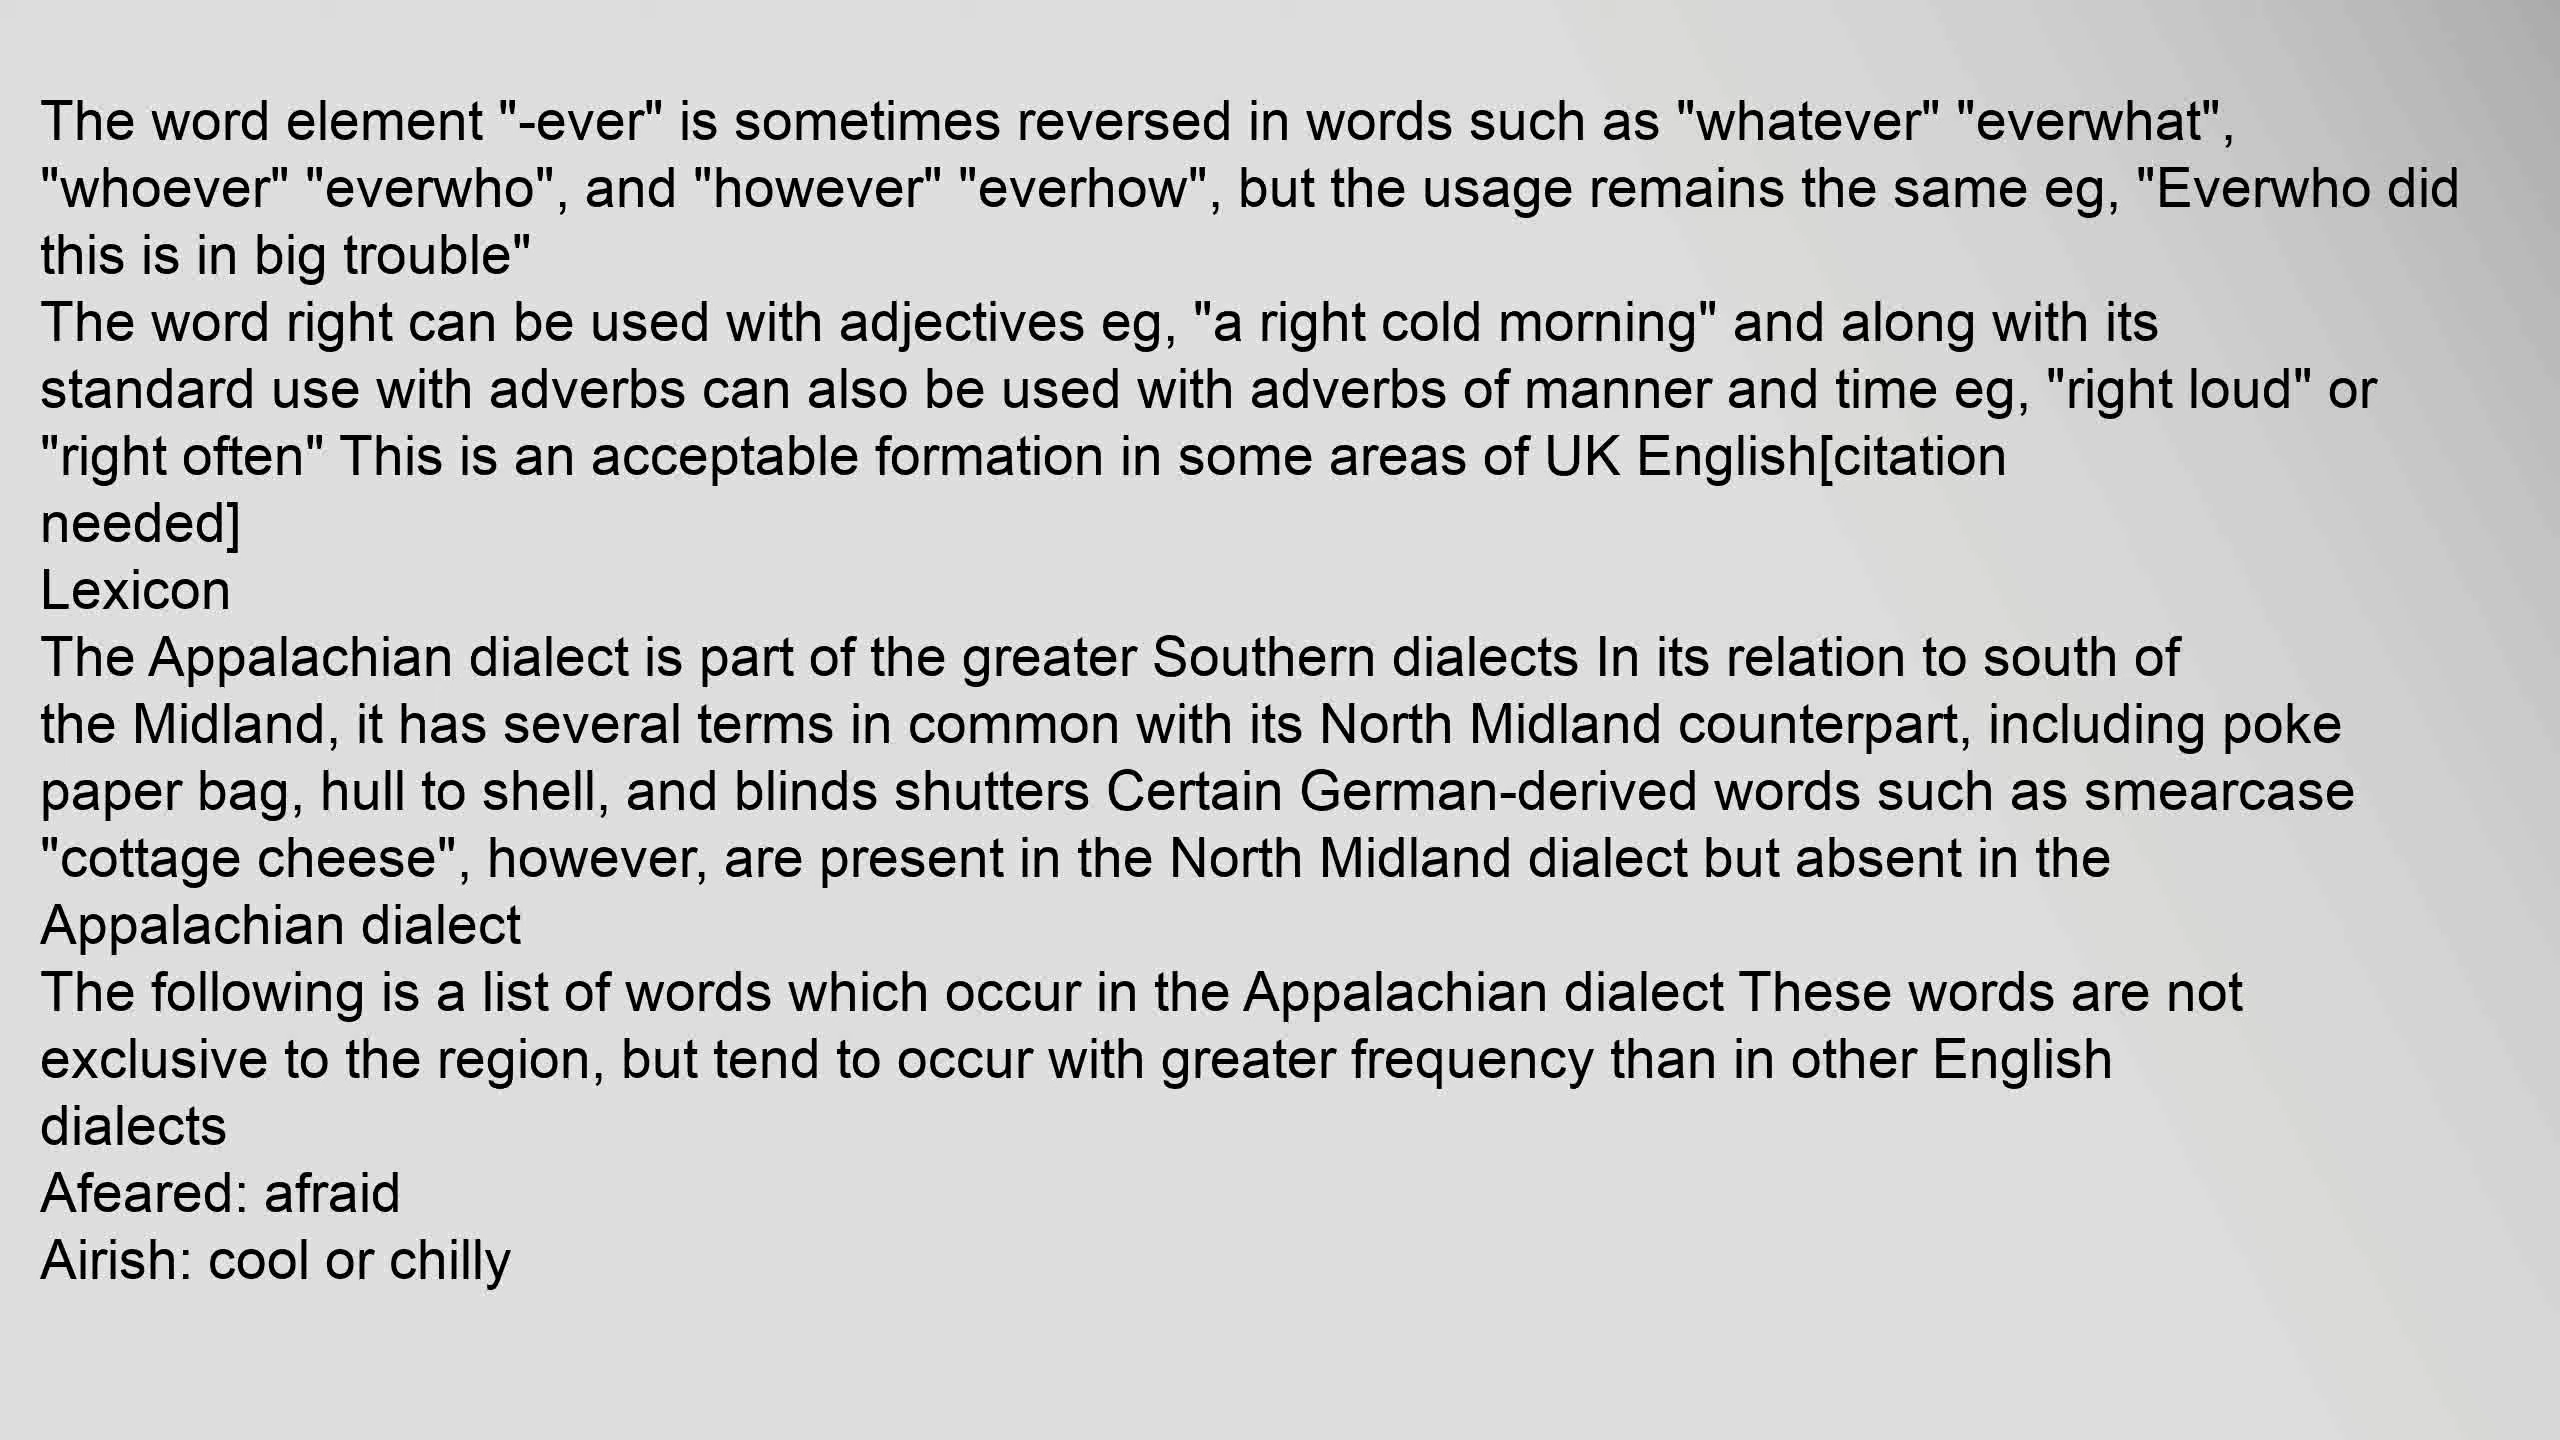 The word element "-ever" is sometimes reversed in words such as "whatever" "everwhat",
"whoever" "everwho", and "however" "everhow", but the usage remains the same eg, "Everwho did
this is in big trouble"
The word right can be used with adjectives eg, "a right cold morning" and along with its
standard use with adverbs can also be used with adverbs of manner and time eg, "right loud" or
"right often" This is an acceptable formation in some areas of UK English[citation
needed]
Lexicon
The Appalachian dialect is part of the greater Southern dialects In its relation to south of
the Midland, it has several terms in common with its North Midland counterpart, including poke
paper bag, hull to shell, and blinds shutters Certain German-derived words such as smearcase
"cottage cheese", however, are present in the North Midland dialect but absent in the
Appalachian dialect
The following is a list of words which occur in the Appalachian dialect These words are not
exclusive to the region, but tend to occur with greater frequency than in other English
dialects
Afeared: afraid
Airish: cool or chilly